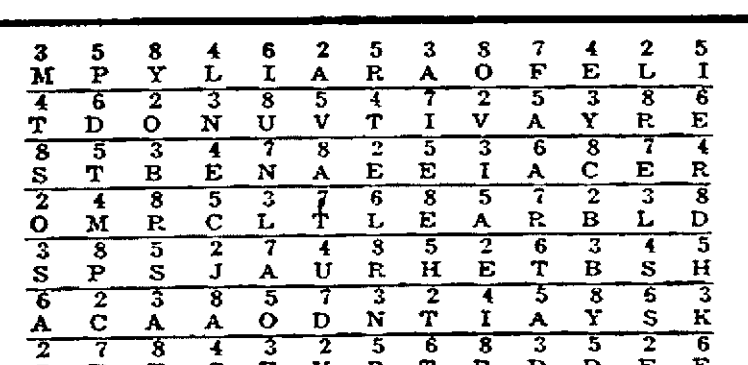 3 5 8 4 6 2 5 3 8 7 4 2 5
M P Y L I A R A O F E L I
4 6 2 3 8 5 4 7 2 5 3 8 6
T D O N U V T I V A Y R E
8 5 3 4 7 8 2 5 3 6 8 7 4
S T B E N A E E I A C E R
2 4 8 5 3 7 6 8 5 7 2 3 8
O M R C L T L E A R B L D
3 8 5 2 7 4 8 5 2 6 3 4 5
S P S J A U R H E T B S H
6 2 3 8 5 7 3 2 4 5 8 6 3
A C A A O D N T I A Y S K
2 7 8 4 3 2 5 6 8 3 5 2 6